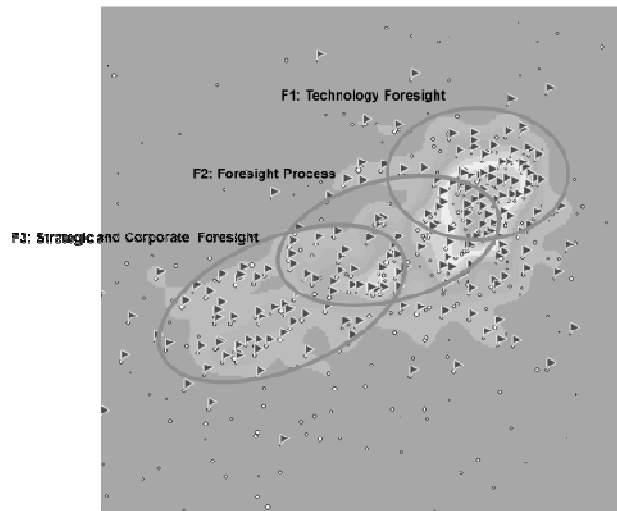 F1: Technology Foresight
F2: Foresight Process
F3: Strategic and Corporate Foresight